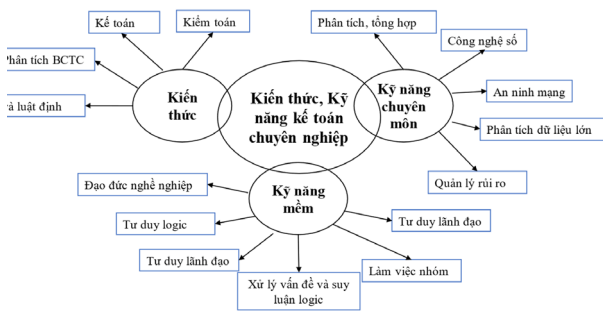 Kế toán
Kiểm toán
Phân tích BCTC
và luật định
Kiến
thức
Kiến thức, Kỹ
năng kế toán
chuyên nghiệp
Phân tích, tổng hợp
Công nghệ số
Kỹ năng
chuyên
môn
An ninh mạng
Phân tích dữ liệu lớn
Quản lý rủi ro
Kỹ năng
mềm
Đạo đức nghề nghiệp
Tư duy logic
Tư duy lãnh đạo
Xử lý vấn đề và suy
luận logic
Làm việc nhóm
Tư duy lãnh đạo